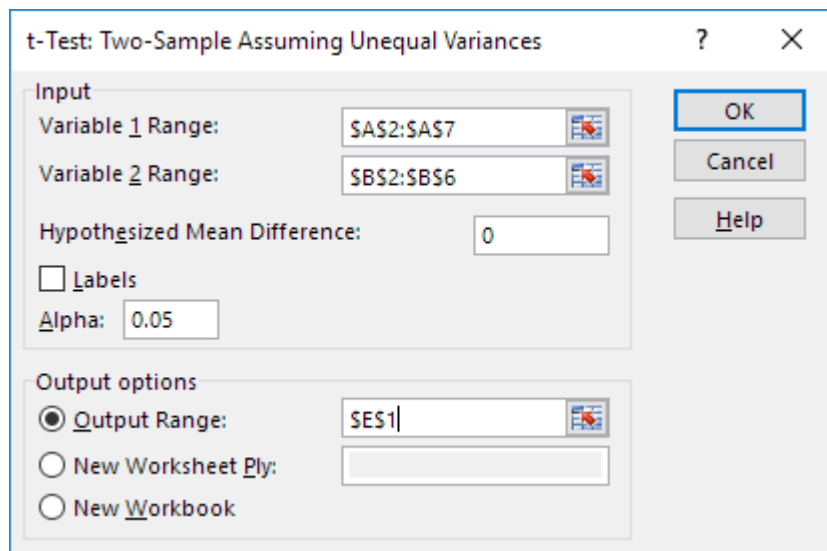 t-Test: Two-Sample Assuming Unequal Variances
Input
Variable 1 Range: $A$2:$A$7
Variable 2 Range: $B$2:$B$6
Hypothesized Mean Difference: 0
Labels
Alpha: 0.05
OK
Cancel
Help
Output options
Output Range: $E$1
New Worksheet Ply:
New Workbook